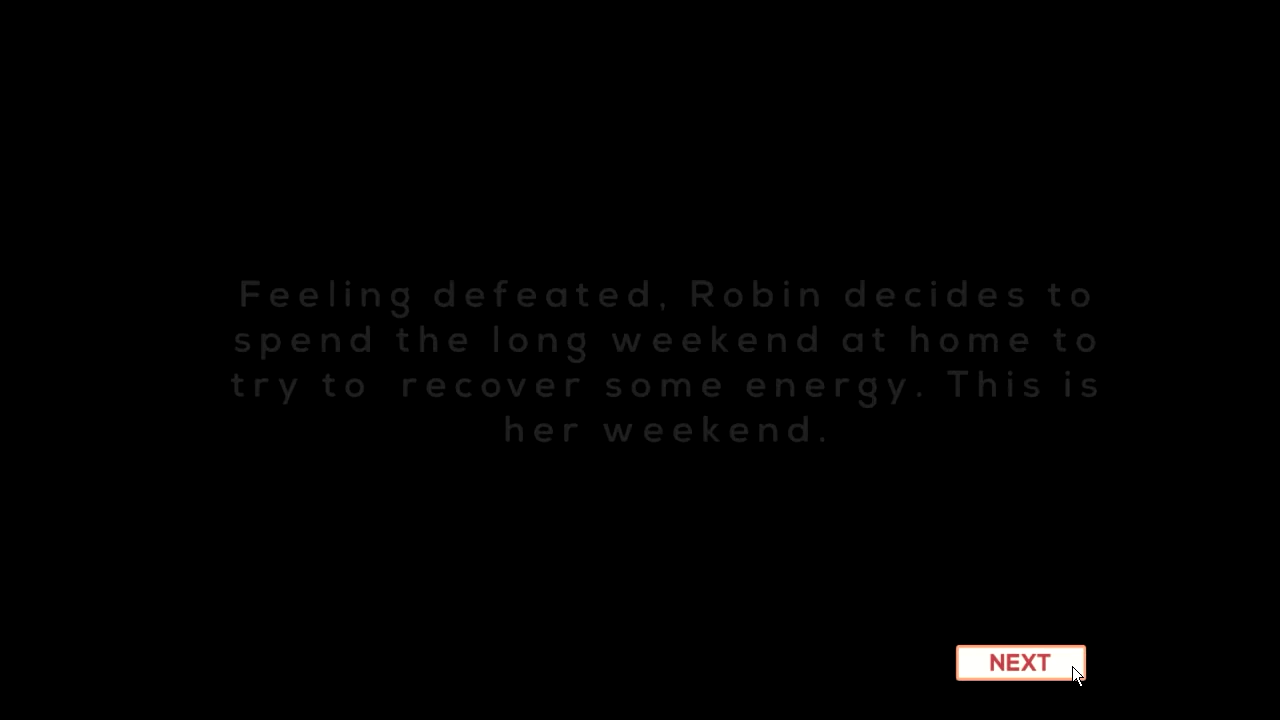 Feeling defeated, Robin decides to
spend the long weekend at home to
try to  recover some energy. This is
her weekend.
NEXT